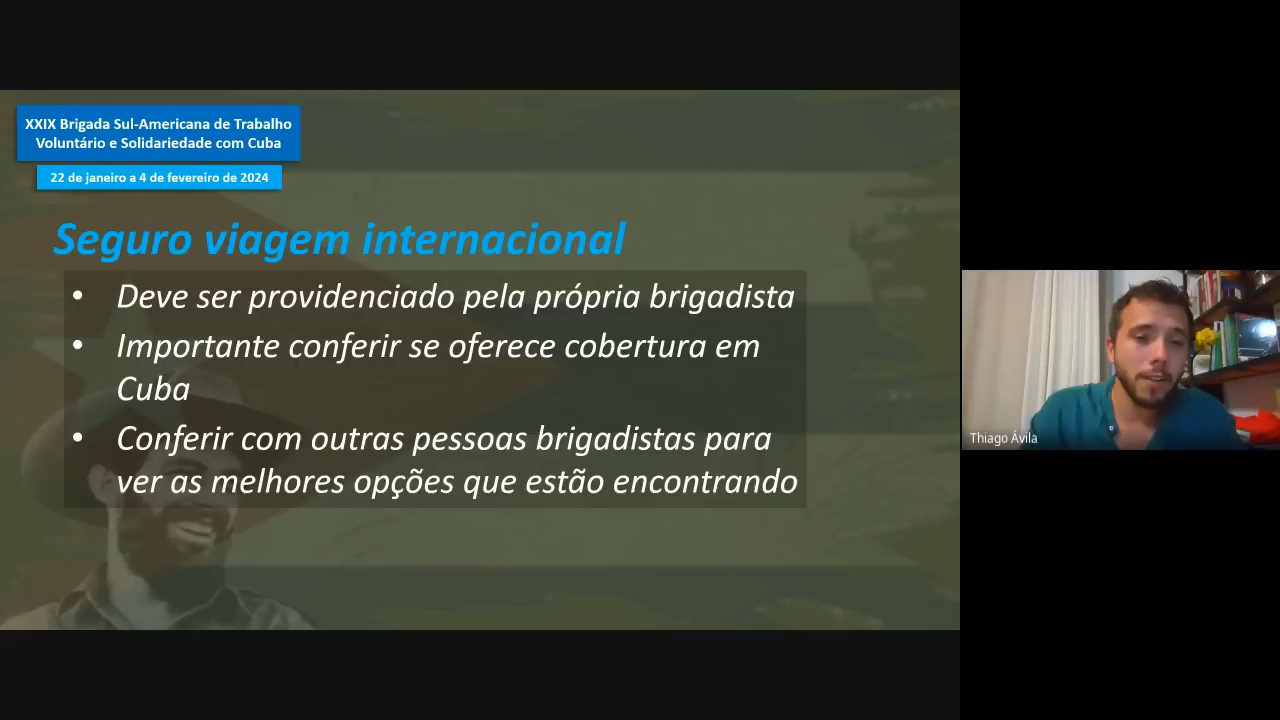 XXIX Brigada Sul-Americana de Trabalho
Voluntário e Solidariedade com Cuba
22 de janeiro a 4 de fevereiro de 2024
Seguro viagem internacional
• Deve ser providenciado pela própria brigadista
• Importante conferir se oferece cobertura em
Cuba
• Conferir com outras pessoas brigadistas para
ver as melhores opções que estão encontrando
Thiago Ávila